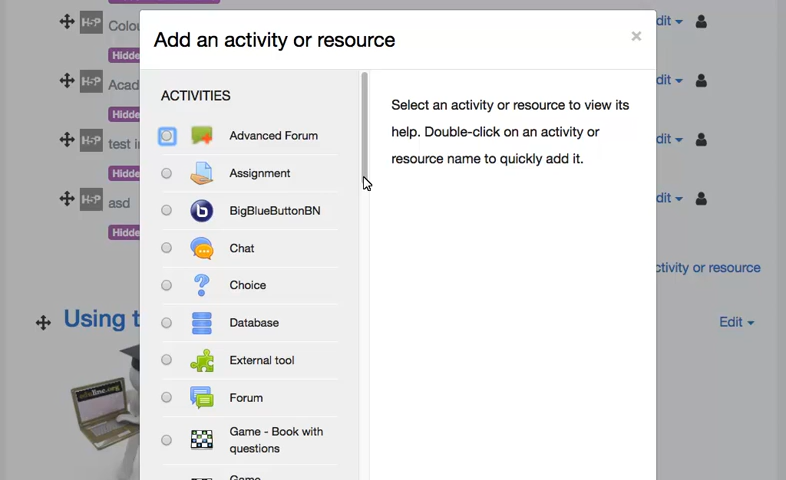 H-P Colou
Hidde
H-P Acad
Hidde
H-P test i
Hidde
H-P asd
Hidde
dit
dit
dit
dit
ctivity or resource
Using t
Edit
Add an activity or resource
×
ACTIVITIES
Advanced Forum
Assignment
BigBlueButtonBN
Chat
Choice
Database
External tool
Forum
Game - Book with
questions
Select an activity or resource to view its
help. Double-click on an activity or
resource name to quickly add it.